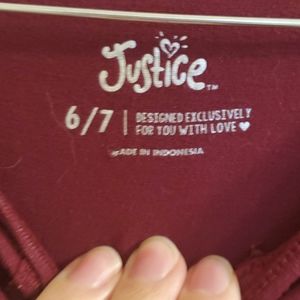 Justice™
6/7 | DESIGNED EXCLUSIVELY
FOR YOU WITH LOVE ♥
MADE IN INDONESIA